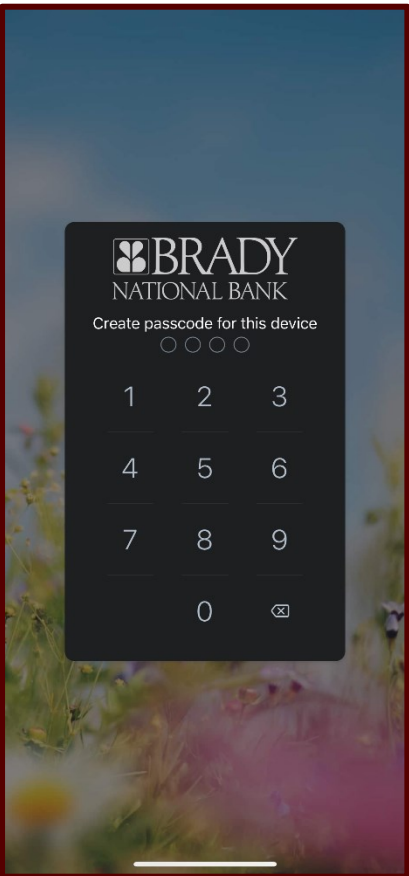 BRADY
NATIONAL BANK
Create passcode for this device
1 2 3
4 5 6
7 8 9
0